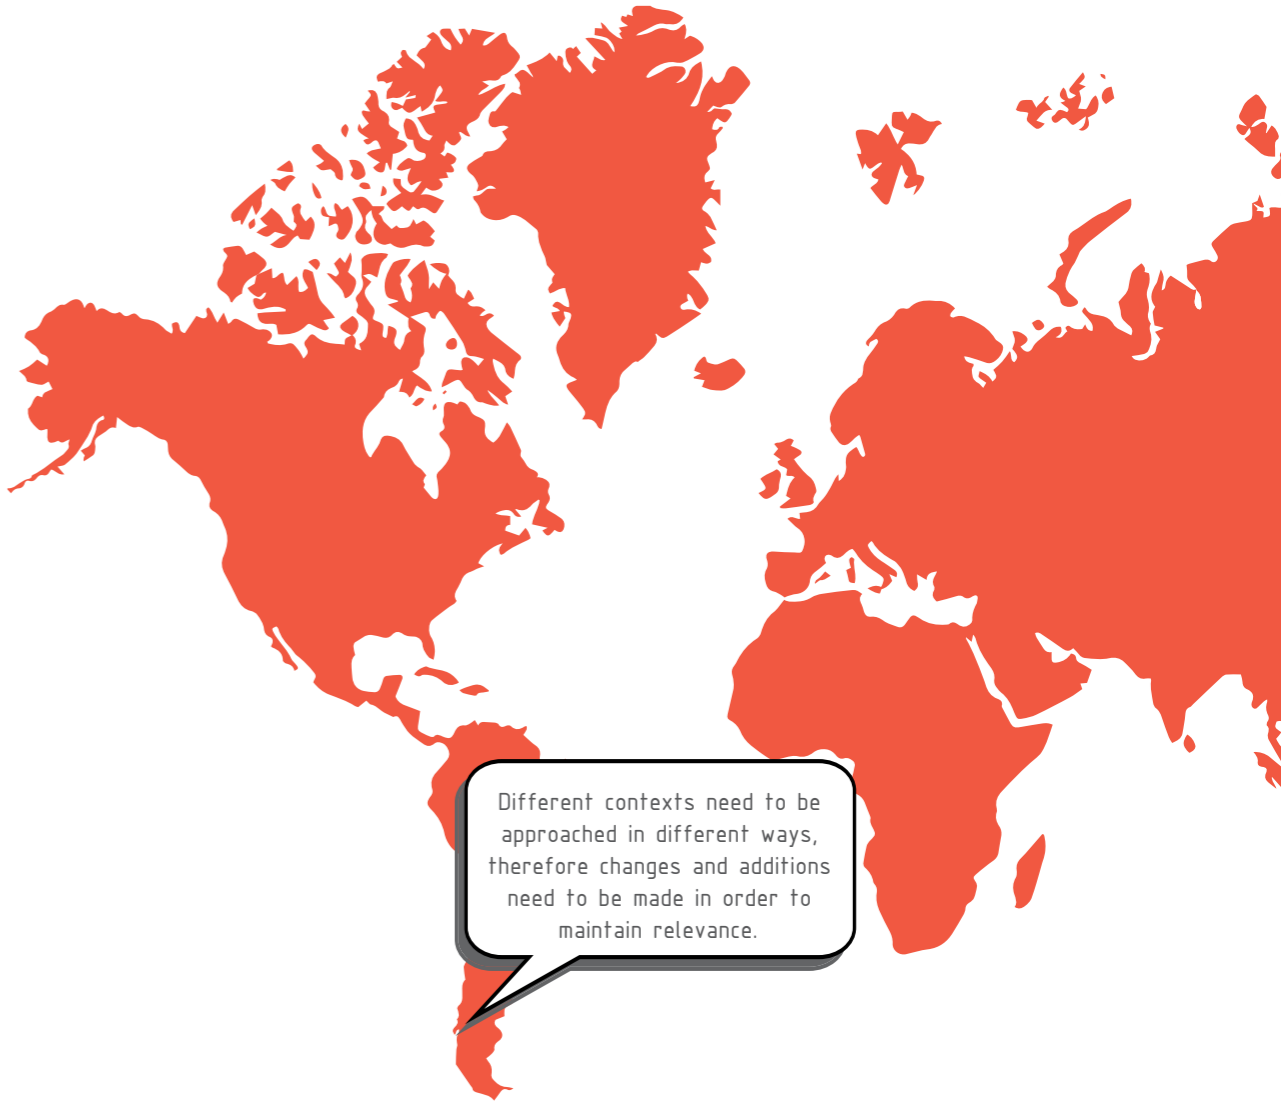 Different contexts need to be
approached in different ways,
therefore changes and additions
need to be made in order to
maintain relevance.